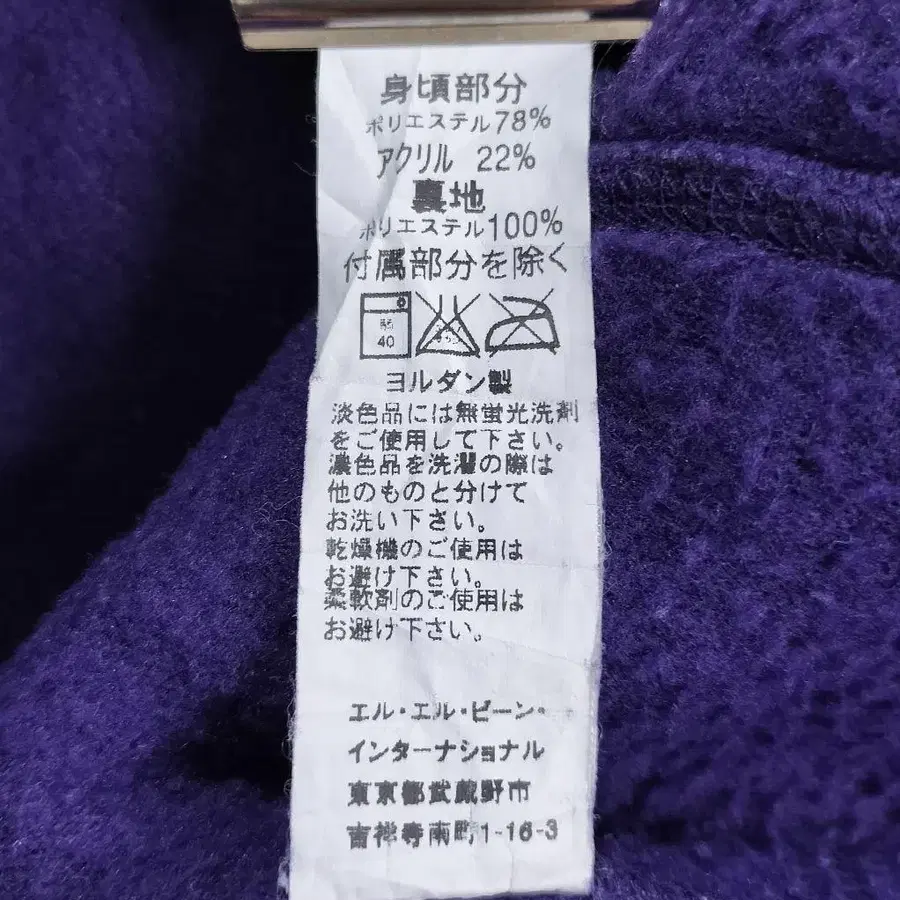 身頃部分
ポリエステル78%
アクリル 22%
裏地
ポリエステル100%
付属部分を除く
弱
40
ヨルダン製
淡色品には無蛍光洗剤
をご使用して下さい。
濃色品を洗濯の際は
他のものと分けて
お洗い下さい。
乾燥機のご使用は
お避け下さい。
柔軟剤のご使用は
お避け下さい。
エル・エル・ビーン・
インターナショナル
東京都武蔵野市
吉祥寺南町1-16-3